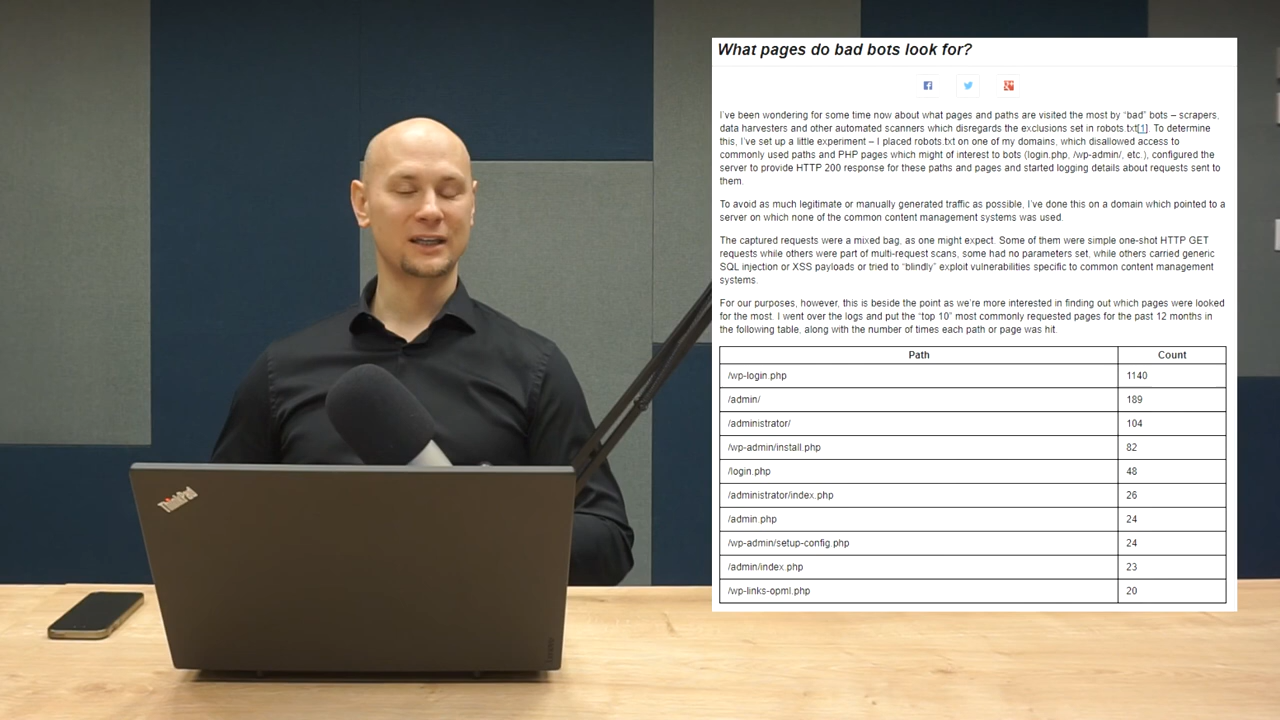 What pages do bad bots look for?
I've been wondering for some time now about what pages and paths are visited the most by “bad” bots – scrapers,
data harvesters and other automated scanners which disregards the exclusions set in robots.txt[1]. To determine
this, I've set up a little experiment – I placed robots.txt on one of my domains, which disallowed access to
commonly used paths and PHP pages which might of interest to bots (login.php, /wp-admin/, etc.), configured the
server to provide HTTP 200 response for these paths and pages and started logging details about requests sent to
them.
To avoid as much legitimate or manually generated traffic as possible, I've done this on a domain which pointed to a
server on which none of the common content management systems was used.
The captured requests were a mixed bag, as one might expect. Some of them were simple one-shot HTTP GET
requests while others were part of multi-request scans, some had no parameters set, while others carried generic
SQL injection or XSS payloads or tried to “blindly” exploit vulnerabilities specific to common content management
systems.
For our purposes, however, this is beside the point as we're more interested in finding out which pages were looked
for the most. I went over the logs and put the “top 10” most commonly requested pages for the past 12 months in
the following table, along with the number of times each path or page was hit.
Path Count
/wp-login.php 1140
/admin/ 189
/administrator/ 104
/wp-admin/install.php 82
/login.php 48
/administrator/index.php 26
/admin.php 24
/wp-admin/setup-config.php 24
/admin/index.php 23
/wp-links-opml.php 20
ThinkPad